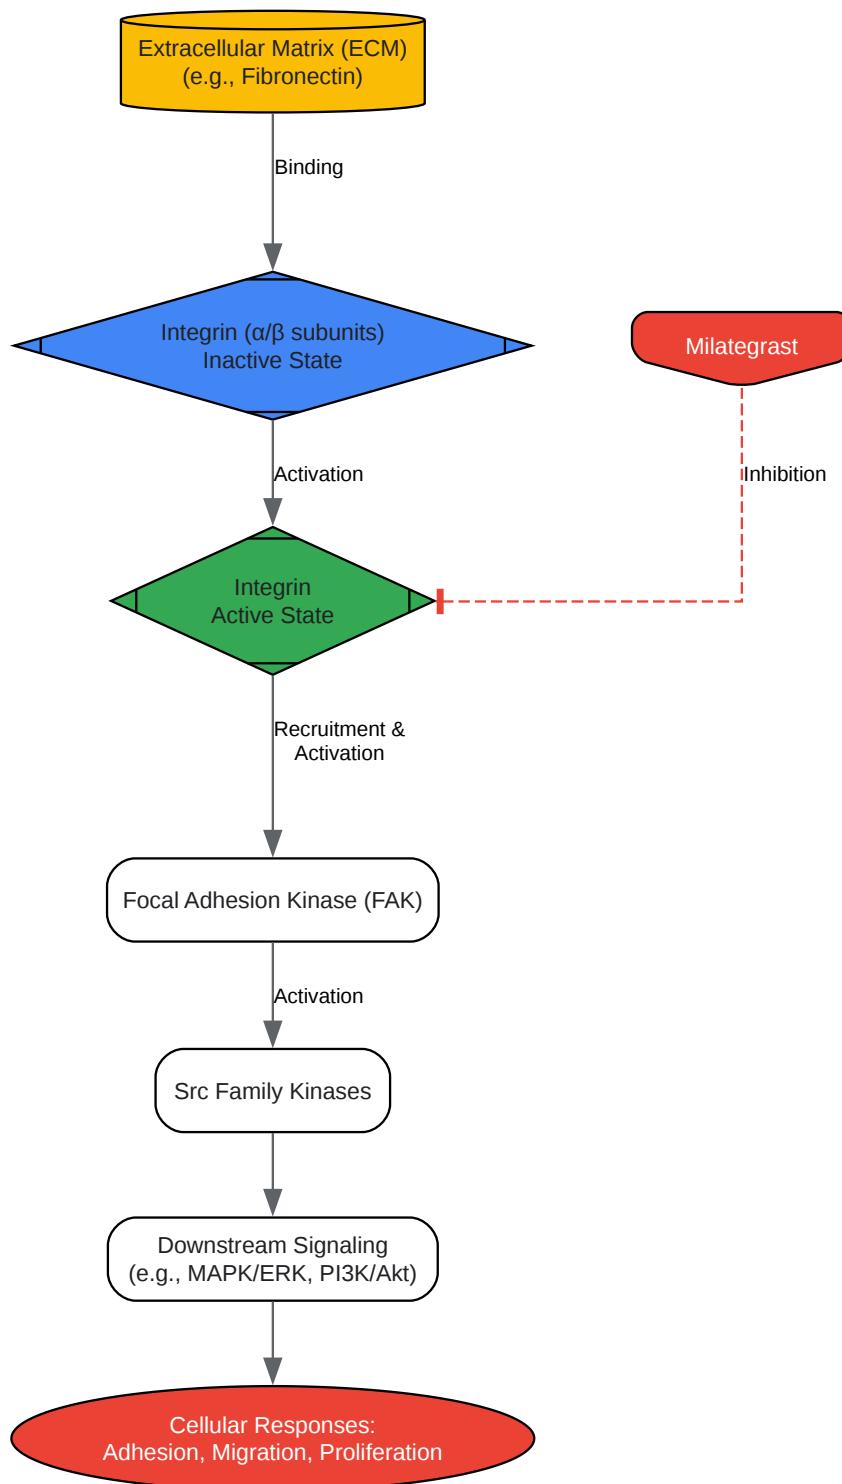 Extracellular Matrix (ECM)
(e.g., Fibronectin)
Binding
Integrin (α/β subunits)
Inactive State
Milategrast
Activation
Inhibition
Integrin
Active State
Recruitment &
Activation
Focal Adhesion Kinase (FAK)
Activation
Src Family Kinases
Downstream Signaling
(e.g., MAPK/ERK, PI3K/Akt)
Cellular Responses:
Adhesion, Migration, Proliferation